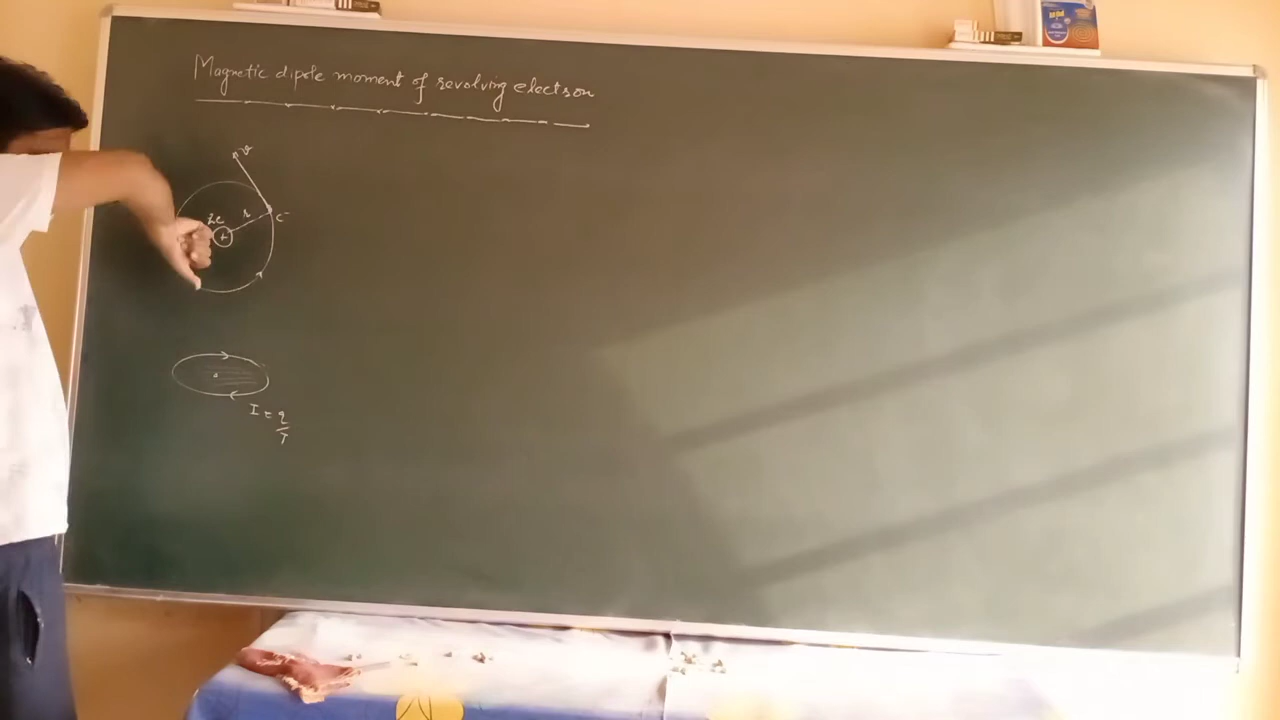 Magnetic dipole moment of revolving electron
v
r
Ze
e-
+
I = q/T